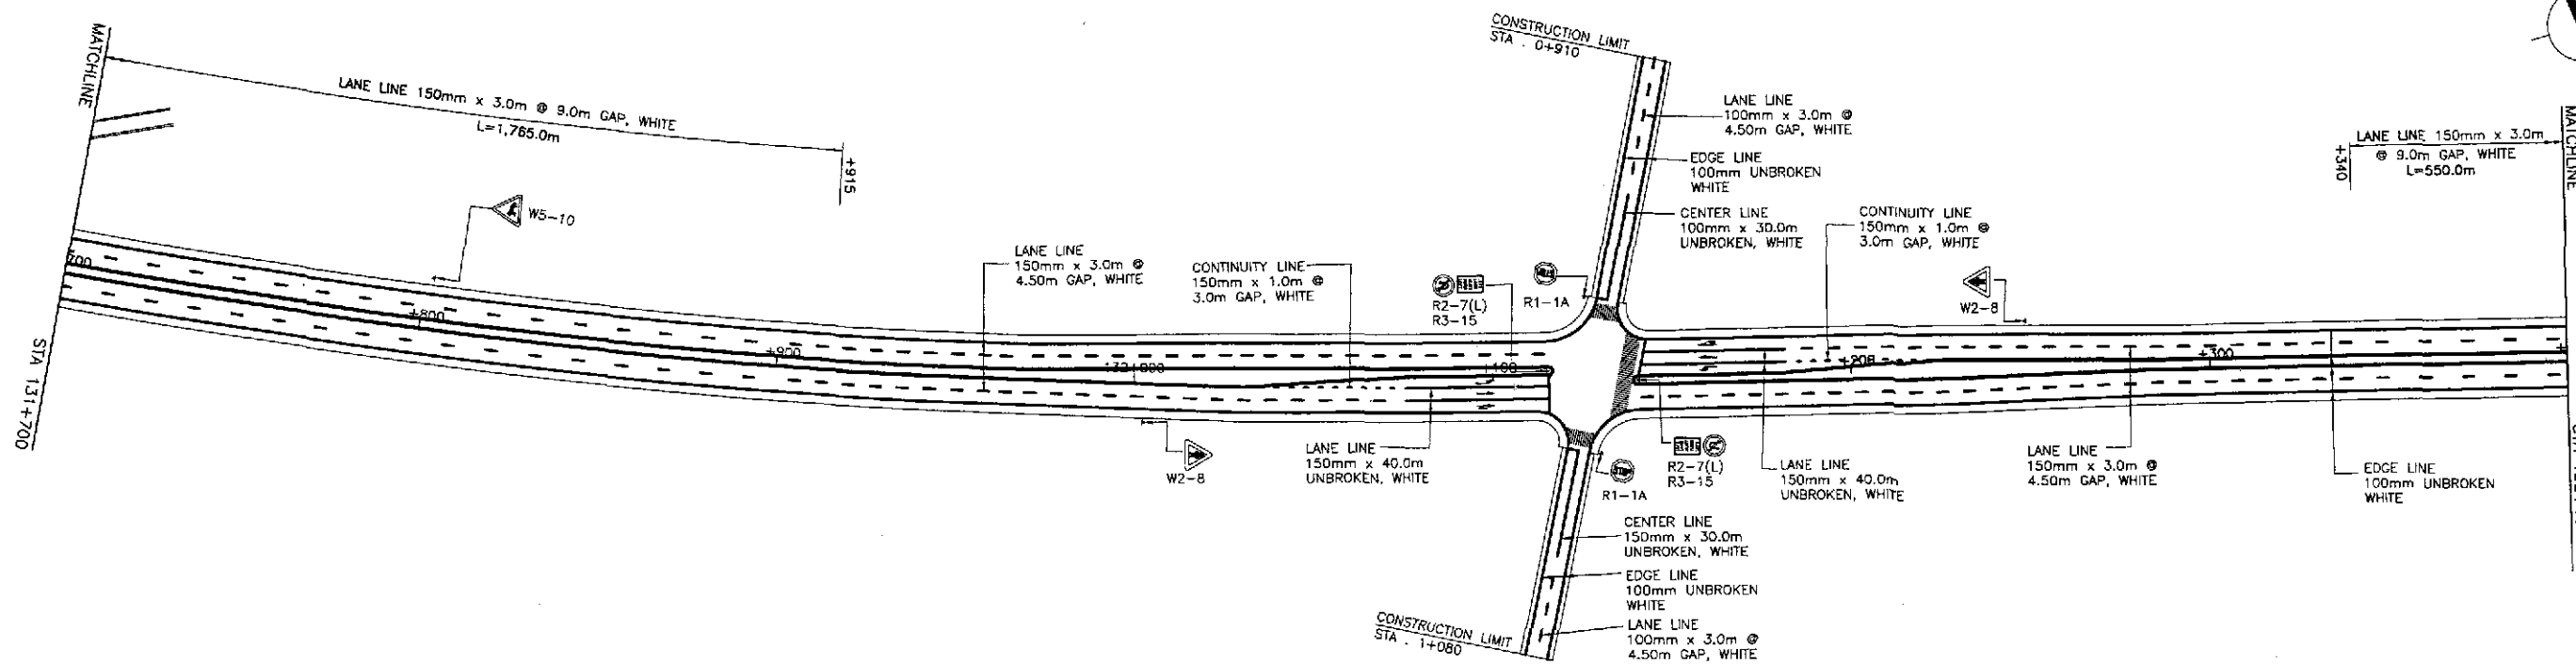 MATCHLINE
STA 131+700
LANE LINE 150mm x 3.0m @ 9.0m GAP, WHITE
L=1,765.0m
+915
W5-10
700
+800
+900
LANE LINE
150mm x 3.0m @
4.50m GAP, WHITE
CONTINUITY LINE
150mm x 1.0m @
3.0m GAP, WHITE
132+000
+100
W2-8
LANE LINE
150mm x 40.0m
UNBROKEN, WHITE
R2-7(L)
R3-15
R1-1A
CONSTRUCTION LIMIT
STA . 0+910
LANE LINE
100mm x 3.0m @
4.50m GAP, WHITE
EDGE LINE
100mm UNBROKEN
WHITE
CENTER LINE
100mm x 30.0m
UNBROKEN, WHITE
CONTINUITY LINE
150mm x 1.0m @
3.0m GAP, WHITE
W2-8
+200
+300
STOP
R1-1A
R2-7(L)
R3-15
LANE LINE
150mm x 40.0m
UNBROKEN, WHITE
LANE LINE
150mm x 3.0m @
4.50m GAP, WHITE
EDGE LINE
100mm UNBROKEN
WHITE
CENTER LINE
150mm x 30.0m
UNBROKEN, WHITE
EDGE LINE
100mm UNBROKEN
WHITE
LANE LINE
100mm x 3.0m @
4.50m GAP, WHITE
CONSTRUCTION LIMIT
STA . 1+080
+340
LANE LINE 150mm x 3.0m
@ 9.0m GAP, WHITE
L=550.0m
MATCHLINE